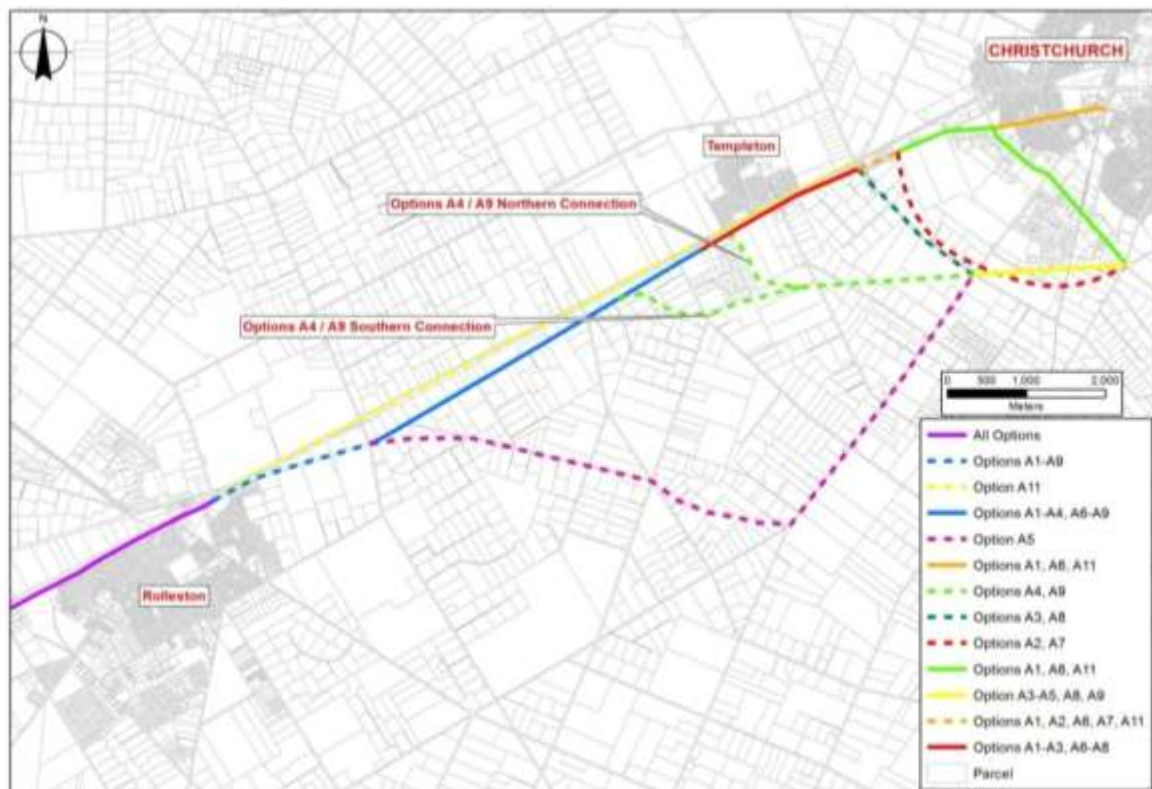 N
CHRISTCHURCH
Templeton
Options A4 / A9 Northern Connection
Options A4 / A9 Southern Connection
Rolleston
0 500 1,000 2,000
Meters
All Options
Options A1-A9
Option A11
Options A1-A4, A6-A9
Option A5
Options A1, A6, A11
Options A4, A9
Options A3, A8
Options A2, A7
Options A1, A6, A11
Option A3-A5, A8, A9
Options A1, A2, A6, A7, A11
Options A1-A3, A6-A8
Parcel